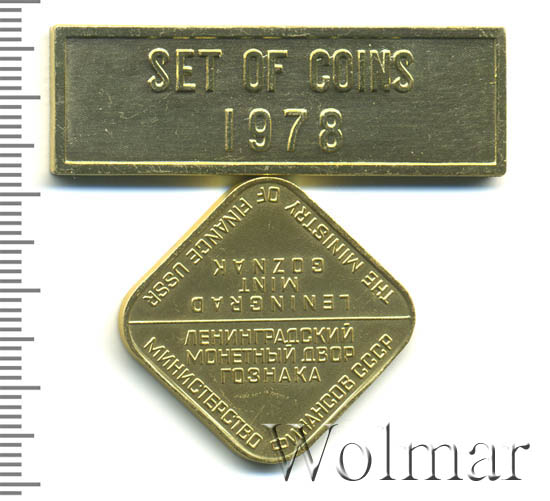 SET OF COINS
1978
THE MINISTRY OF FINANCE USSR
LENINGRAD
MINT
GOZNAK
ЛЕНИНГРАДСКИЙ
МОНЕТНЫЙ ДВОР
ГОЗНАКА
МИНИСТЕРСТВО ФИНАНСОВ СССР
Wolmar